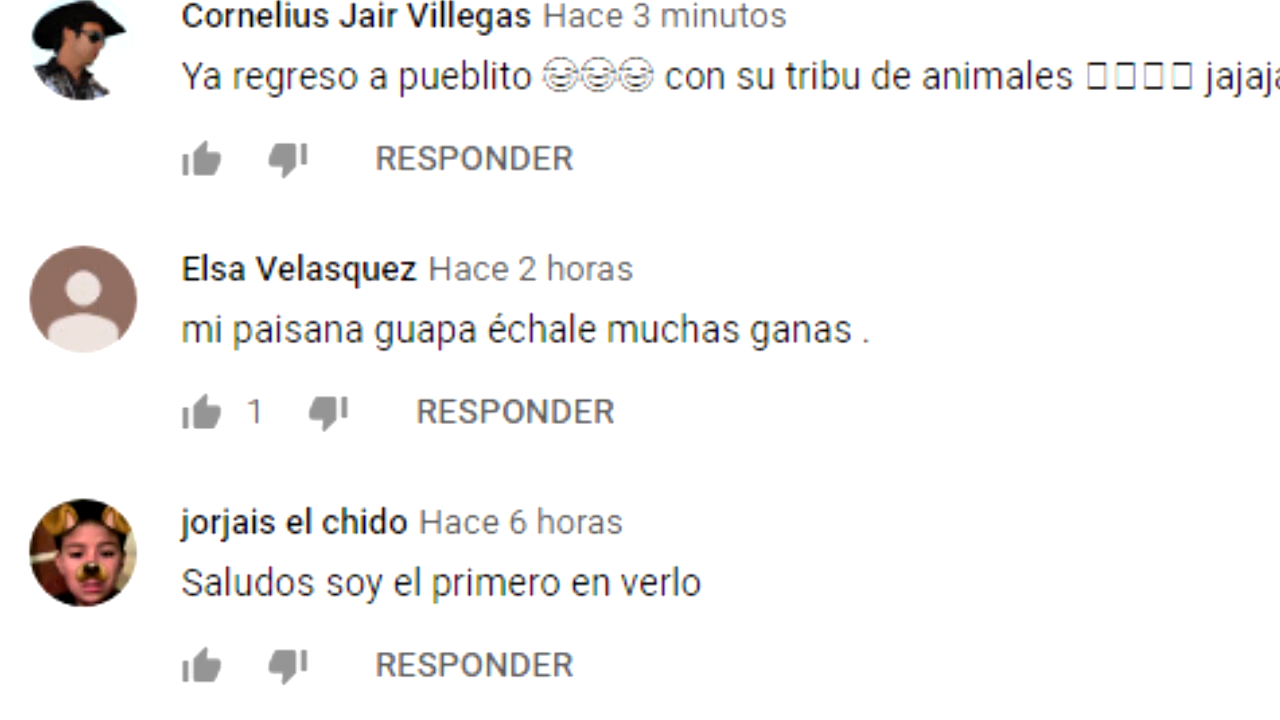 Cornelius Jair Villegas Hace 3 minutos
Ya regreso a pueblito 😂😂😂 con su tribu de animales □□□□ jajaja
RESPONDER
Elsa Velasquez Hace 2 horas
mi paisana guapa échale muchas ganas .
1 RESPONDER
jorjais el chido Hace 6 horas
Saludos soy el primero en verlo
RESPONDER